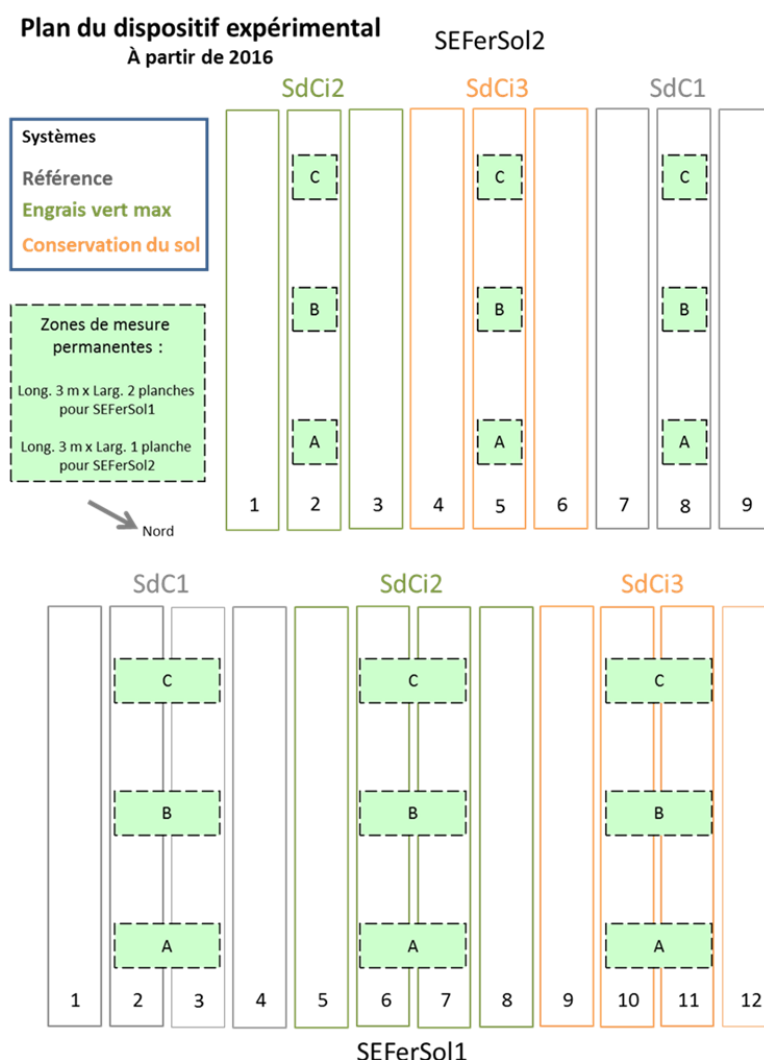 Plan du dispositif expérimental
À partir de 2016
SEFerSol2
SdCi2 SdCi3 SdC1
Systèmes
Référence
Engrais vert max
Conservation du sol
Zones de mesure
permanentes :
Long. 3 m x Larg. 2 planches
pour SEFerSol1
Long. 3 m x Larg. 1 planche
pour SEFerSol2
Nord
C C C
B B B
A A A
1 2 3 4 5 6 7 8 9
SdC1 SdCi2 SdCi3
C C C
B B B
A A A
1 2 3 4 5 6 7 8 9 10 11 12
SEFerSol1